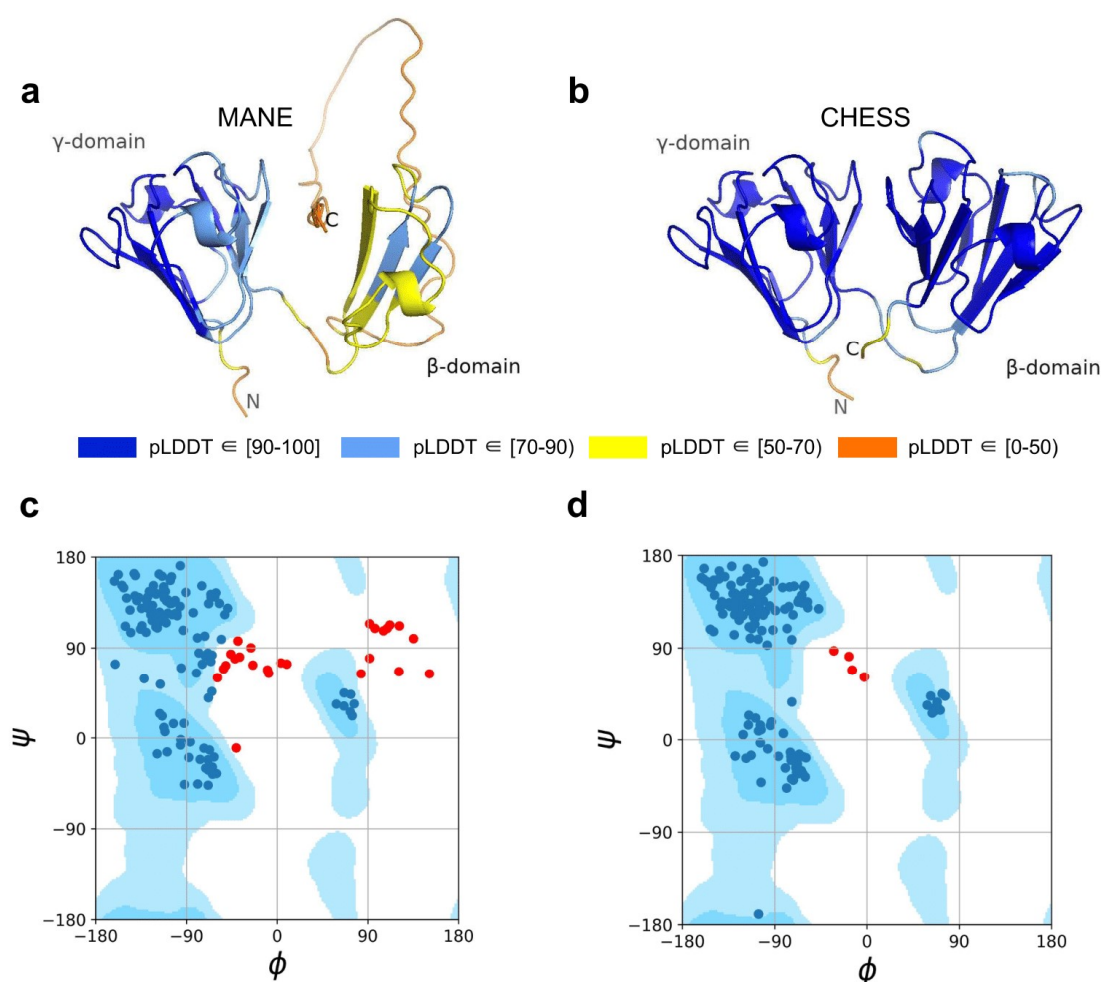 a
MANE
γ-domain
C
N
β-domain
b
CHESS
γ-domain
C
N
β-domain
pLDDT ∈ [90-100] pLDDT ∈ [70-90) pLDDT ∈ [50-70) pLDDT ∈ [0-50)
c
180
90
0
−90
−180
ψ
−180 −90 0 90 180
ϕ
d
180
90
0
−90
−180
ψ
−180 −90 0 90 180
ϕ